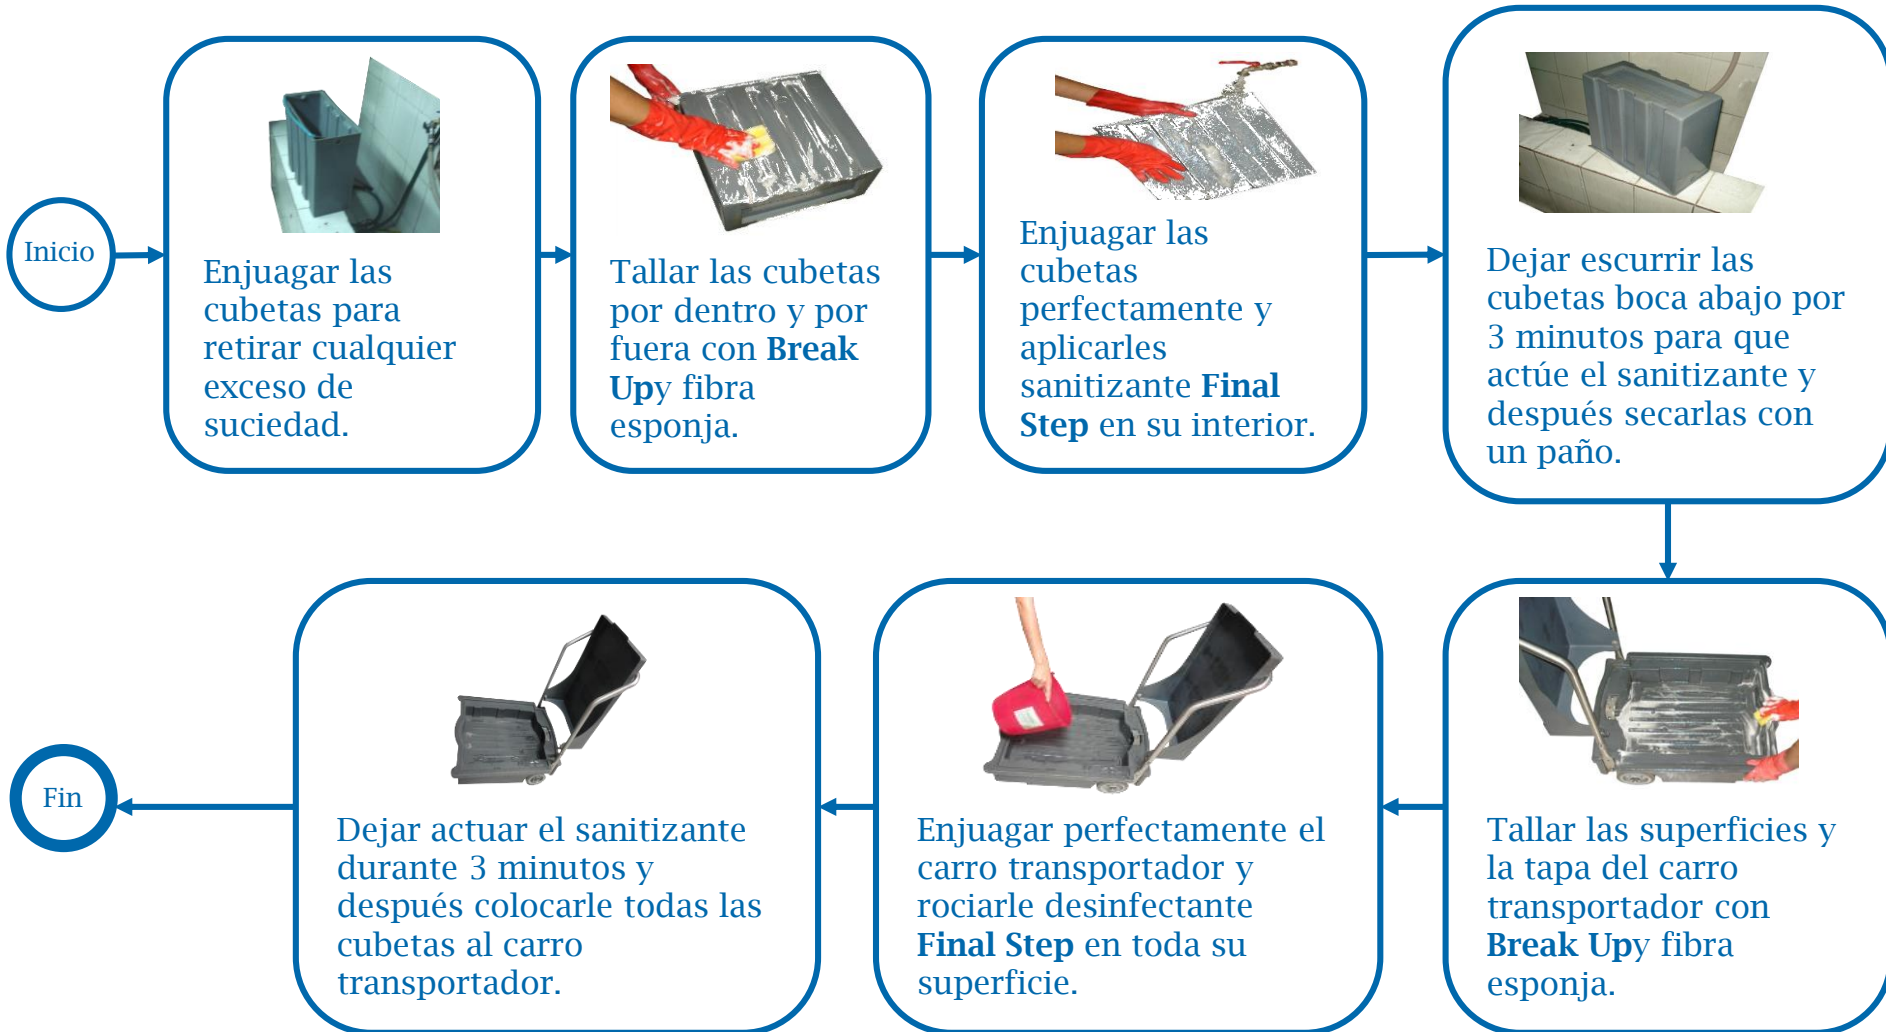 Inicio
Enjuagar las
cubetas para
retirar cualquier
exceso de
suciedad.
Tallar las cubetas
por dentro y por
fuera con Break
Upy fibra
esponja.
Enjuagar las
cubetas
perfectamente y
aplicarles
sanitizante Final
Step en su interior.
Dejar escurrir las
cubetas boca abajo por
3 minutos para que
actúe el sanitizante y
después secarlas con
un paño.
Tallar las superficies y
la tapa del carro
transportador con
Break Upy fibra
esponja.
Enjuagar perfectamente el
carro transportador y
rociarle desinfectante
Final Step en toda su
superficie.
Dejar actuar el sanitizante
durante 3 minutos y
después colocarle todas las
cubetas al carro
transportador.
Fin